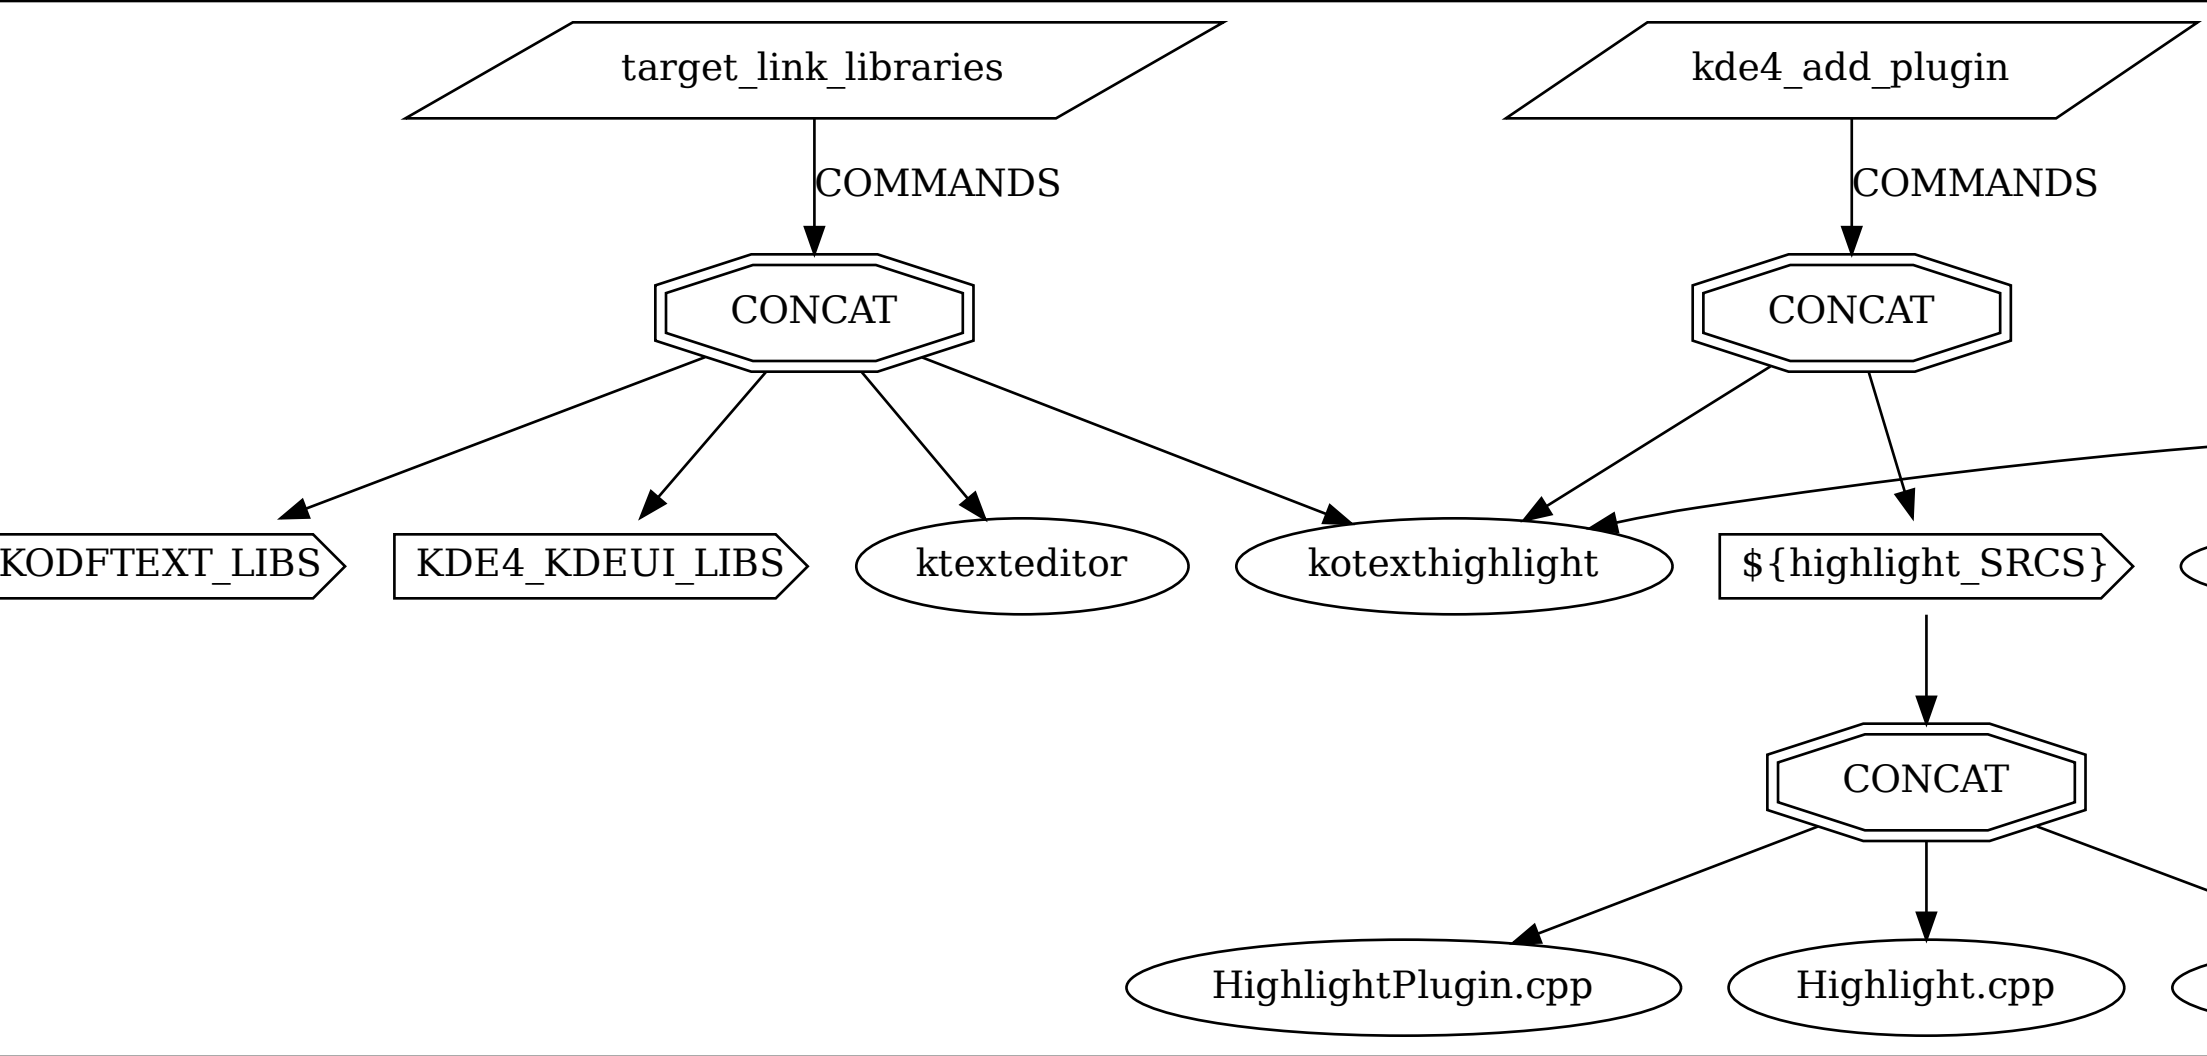 target_link_libraries
kde4_add_plugin
COMMANDS
COMMANDS
CONCAT
CONCAT
KODFTEXT_LIBS
KDE4_KDEUI_LIBS
ktexteditor
kotexthighlight
${highlight_SRCS}
CONCAT
HighlightPlugin.cpp
Highlight.cpp